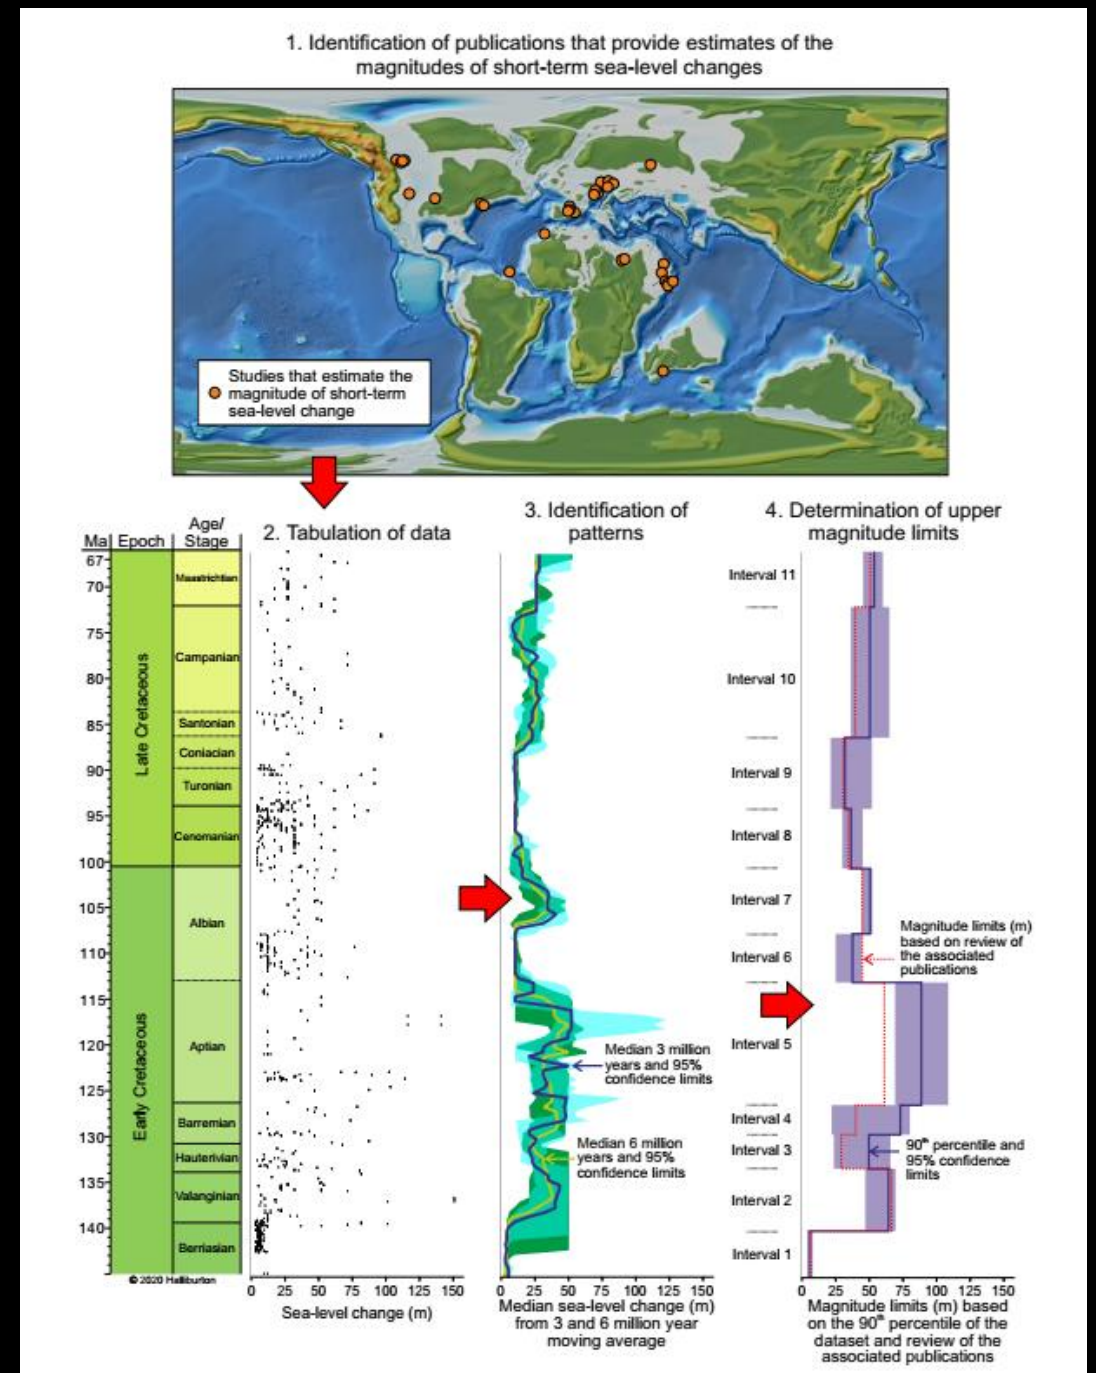 1. Identification of publications that provide estimates of the
magnitudes of short-term sea-level changes
Studies that estimate the
magnitude of short-term
sea-level change
2. Tabulation of data
3. Identification of
patterns
4. Determination of upper
magnitude limits
Ma
Epoch
Age/
Stage
67
70
75
80
85
90
95
100
105
110
115
120
125
130
135
140
Late Cretaceous
Early Cretaceous
Maastrichtian
Campanian
Santonian
Coniacian
Turonian
Cenomanian
Albian
Aptian
Barremian
Hauterivian
Valanginian
Berriasian
© 2020 Halliburton
0 25 50 75 100 125 150
Sea-level change (m)
Median 3 million
years and 95%
confidence limits
Median 6 million
years and 95%
confidence limits
0 25 50 75 100 125 150
Median sea-level change (m)
from 3 and 6 million year
moving average
Interval 11
Interval 10
Interval 9
Interval 8
Interval 7
Interval 6
Interval 5
Interval 4
Interval 3
Interval 2
Interval 1
Magnitude limits (m)
based on review of
the associated
publications
90th percentile and
95% confidence
limits
0 25 50 75 100 125 150
Magnitude limits (m) based
on the 90th percentile of the
dataset and review of the
associated publications